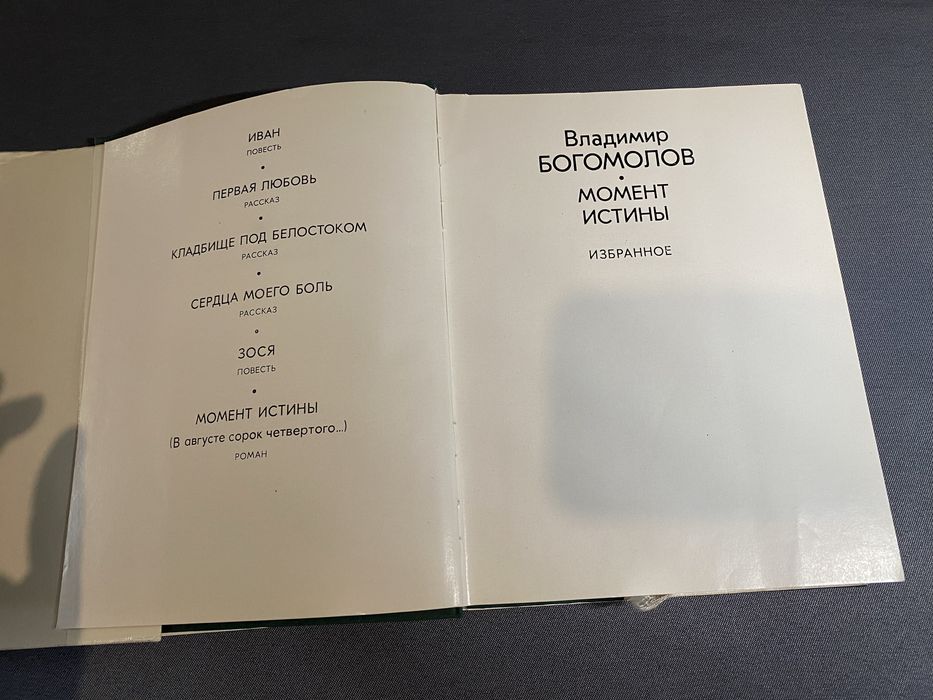 ИВАН
ПОВЕСТЬ
•
ПЕРВАЯ ЛЮБОВЬ
РАССКАЗ
•
КЛАДБИЩЕ ПОД БЕЛОСТОКОМ
РАССКАЗ
•
СЕРДЦА МОЕГО БОЛЬ
РАССКАЗ
•
ЗОСЯ
ПОВЕСТЬ
•
МОМЕНТ ИСТИНЫ
(В августе сорок четвертого...)
РОМАН
Владимир
БОГОМОЛОВ
•
МОМЕНТ
ИСТИНЫ
ИЗБРАННОЕ